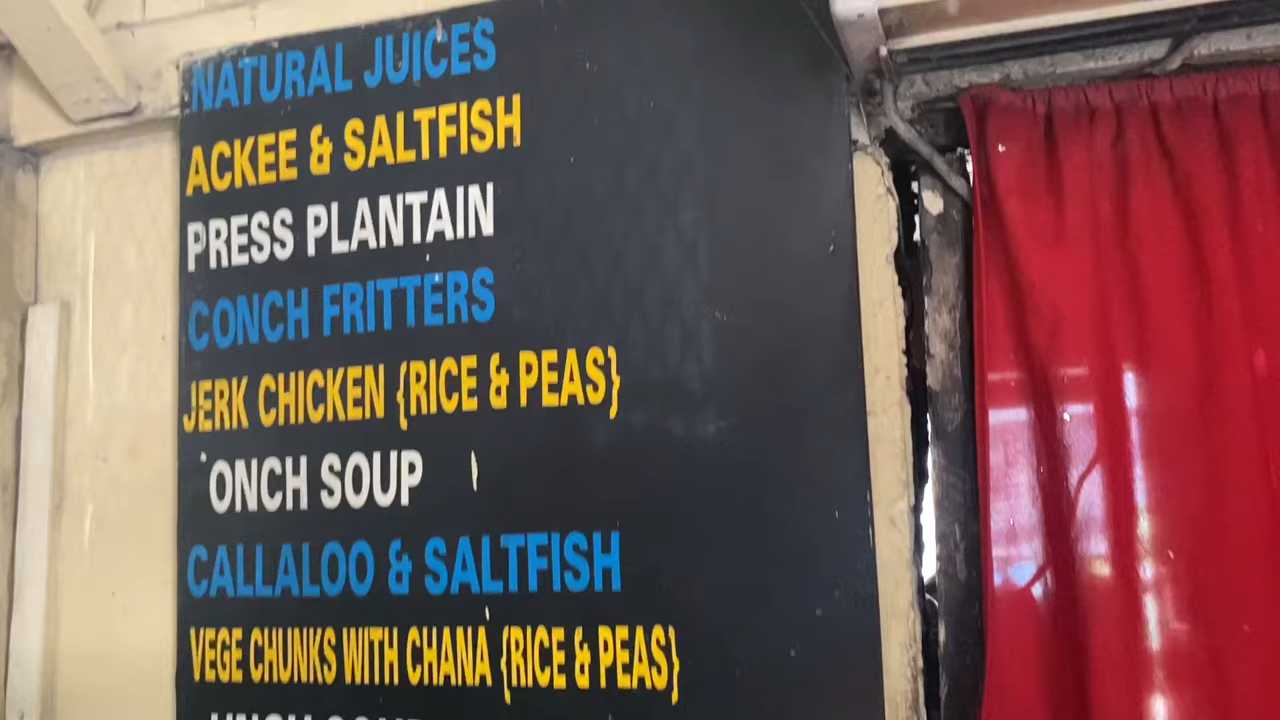 NATURAL JUICES
ACKEE & SALTFISH
PRESS PLANTAIN
CONCH FRITTERS
JERK CHICKEN {RICE & PEAS}
ONCH SOUP
CALLALOO & SALTFISH
VEGE CHUNKS WITH CHANA {RICE & PEAS}